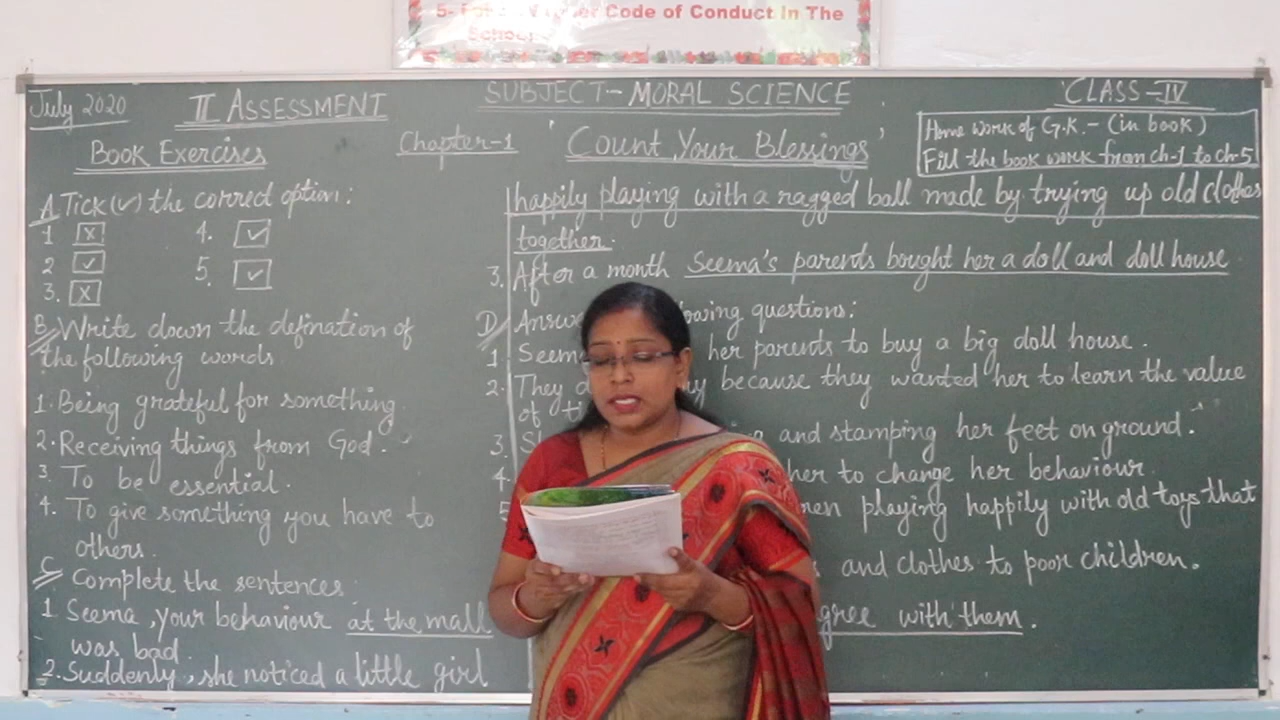 5- Code of Conduct In The
School
July 2020
II ASSESSMENT
SUBJECT- MORAL SCIENCE
CLASS-IV
Book Exercises
Chapter-1
'Count Your Blessings'
Home work of G.K.- (in book)
Fill the book work from ch-1 to ch-5
A Tick (✓) the correct option:
1 ☒ 4. ☑
2 ☑ 5. ☑
3. ☒
B Write down the defination of
the following words
1. Being grateful for something.
2. Receiving things from God.
3. To be essential.
4. To give something you have to
others.
C Complete the sentences
1 Seema, your behaviour at the mall
was bad
2. Suddenly, she noticed a little girl
happily playing with a ragged ball made by trying up old clothes
together.
3. After a month Seema's parents bought her a doll and doll house
D Answ owing questions:
1. Seem her parents to buy a big doll house.
2. They d y because they wanted her to learn the value
of t
3. S and stamping her feet on ground.
4. her to change her behaviour.
5 ren playing happily with old toys that
and clothes to poor children.
gree with them.